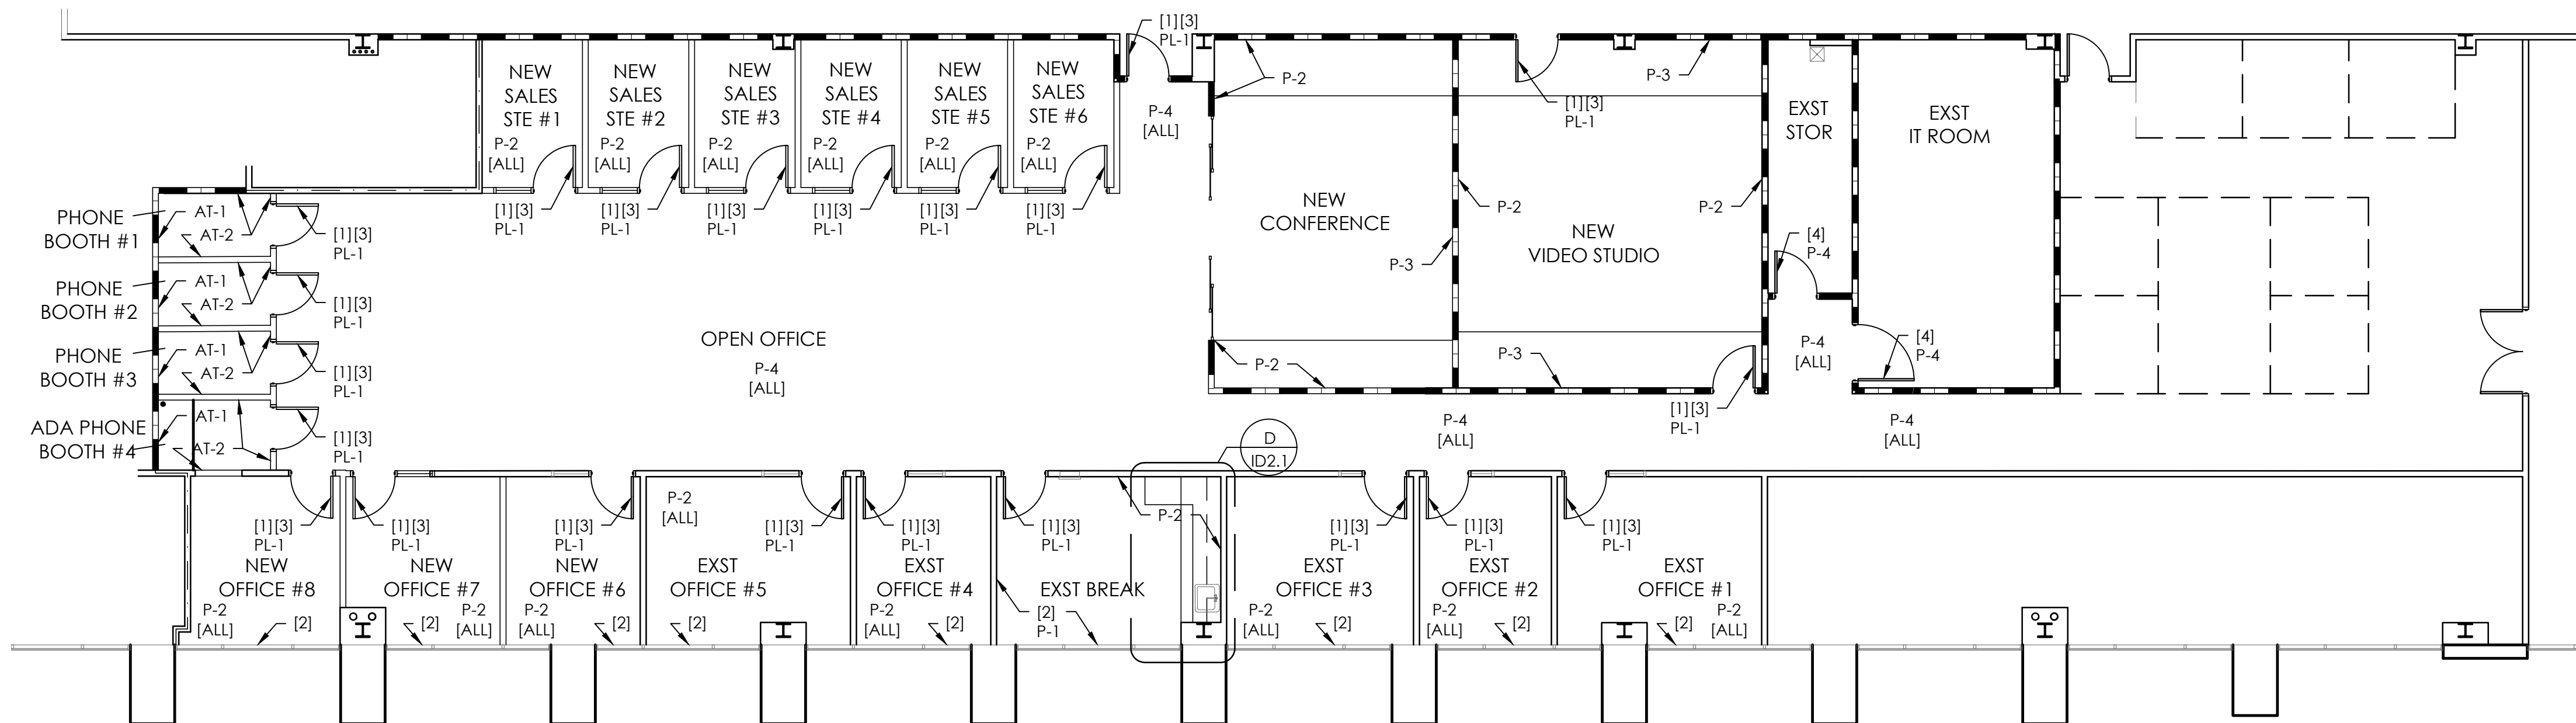 [1][3]
PL-1
NEW
SALES
STE #1
P-2
[ALL]
NEW
SALES
STE #2
P-2
[ALL]
NEW
SALES
STE #3
P-2
[ALL]
NEW
SALES
STE #4
P-2
[ALL]
NEW
SALES
STE #5
P-2
[ALL]
NEW
SALES
STE #6
P-2
[ALL]
P-4
[ALL]
P-2
P-3
[1][3]
PL-1
EXST
STOR
EXST
IT ROOM
[1][3]
PL-1
[1][3]
PL-1
[1][3]
PL-1
[1][3]
PL-1
[1][3]
PL-1
[1][3]
PL-1
NEW
CONFERENCE
P-2
P-3
NEW
VIDEO STUDIO
P-2
[4]
P-4
PHONE
BOOTH #1
AT-1
AT-2
[1][3]
PL-1
PHONE
BOOTH #2
AT-1
AT-2
[1][3]
PL-1
PHONE
BOOTH #3
AT-1
AT-2
[1][3]
PL-1
ADA PHONE
BOOTH #4
AT-1
AT-2
[1][3]
PL-1
OPEN OFFICE
P-4
[ALL]
P-2
P-3
P-4
[ALL]
[4]
P-4
[1][3]
PL-1
P-4
[ALL]
P-4
[ALL]
D
ID2.1
[1][3]
PL-1
NEW
OFFICE #8
P-2
[ALL]
[2]
[1][3]
PL-1
NEW
OFFICE #7
[2]
P-2
[ALL]
[1][3]
PL-1
NEW
OFFICE #6
P-2
[ALL]
[2]
P-2
[ALL]
[1][3]
PL-1
EXST
OFFICE #5
[2]
[1][3]
PL-1
EXST
OFFICE #4
P-2
[ALL]
[2]
[1][3]
PL-1
P-2
EXST BREAK
[2]
P-1
[1][3]
PL-1
EXST
OFFICE #3
P-2
[ALL]
[2]
[1][3]
PL-1
EXST
OFFICE #2
P-2
[ALL]
[2]
[1][3]
PL-1
EXST
OFFICE #1
[2]
P-2
[ALL]